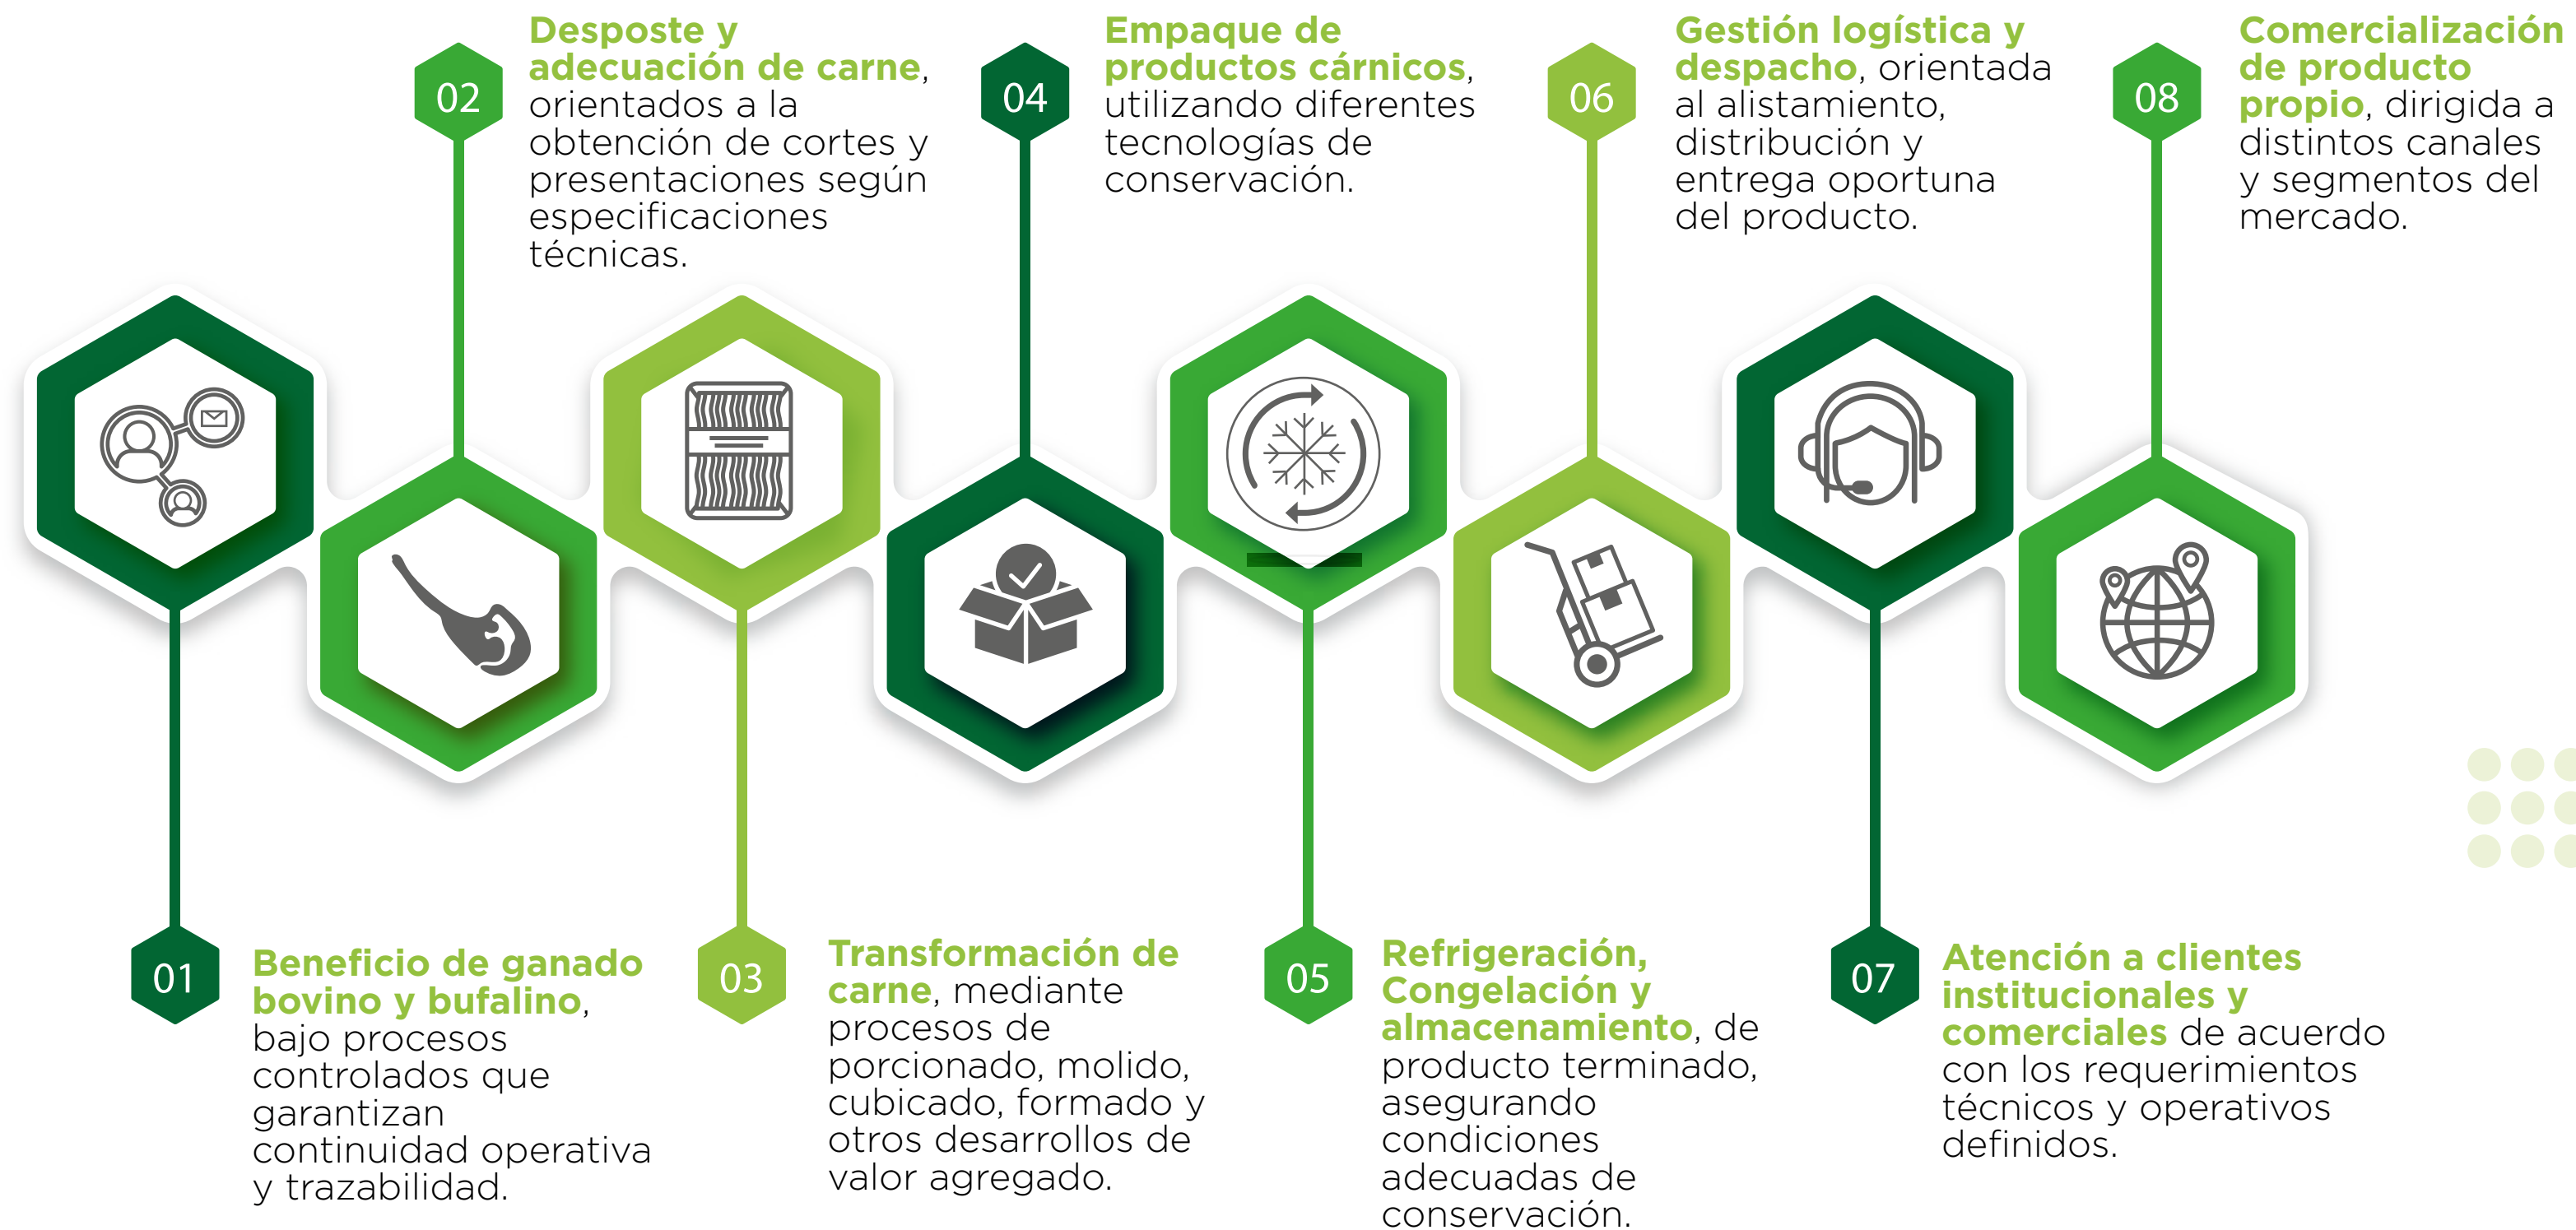 01
Beneficio de ganado
bovino y bufalino,
bajo procesos
controlados que
garantizan
continuidad operativa
y trazabilidad.
02
Desposte y
adecuación de carne,
orientados a la
obtención de cortes y
presentaciones según
especificaciones
técnicas.
03
Transformación de
carne, mediante
procesos de
porcionado, molido,
cubicado, formado y
otros desarrollos de
valor agregado.
04
Empaque de
productos cárnicos,
utilizando diferentes
tecnologías de
conservación.
05
Refrigeración,
Congelación y
almacenamiento, de
producto terminado,
asegurando
condiciones
adecuadas de
conservación.
06
Gestión logística y
despacho, orientada
al alistamiento,
distribución y
entrega oportuna
del producto.
07
Atención a clientes
institucionales y
comerciales de acuerdo
con los requerimientos
técnicos y operativos
definidos.
08
Comercialización
de producto
propio, dirigida a
distintos canales
y segmentos del
mercado.